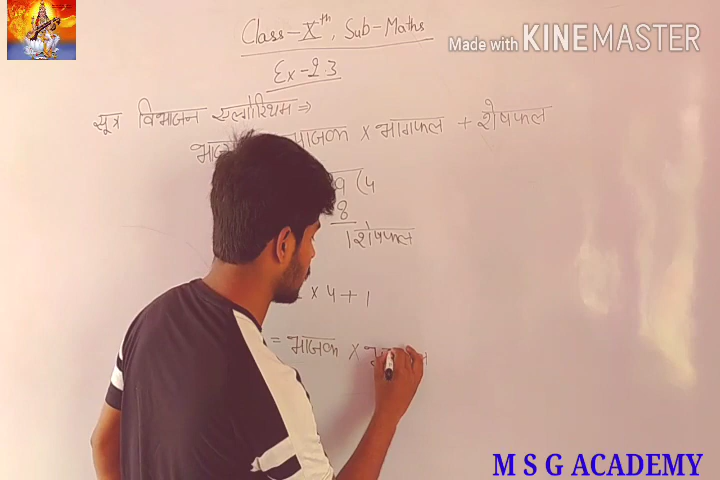 Class-Xᵗʰ, Sub-Maths
Made with KINEMASTER
Ex-2.3
सूत्र विभाजन एल्गोरिथम ⇒
भाजक × भागफल + शेषफल
9 ( 4
8
1 शेषफल
× 4 + 1
= भाजक ×
M S G ACADEMY